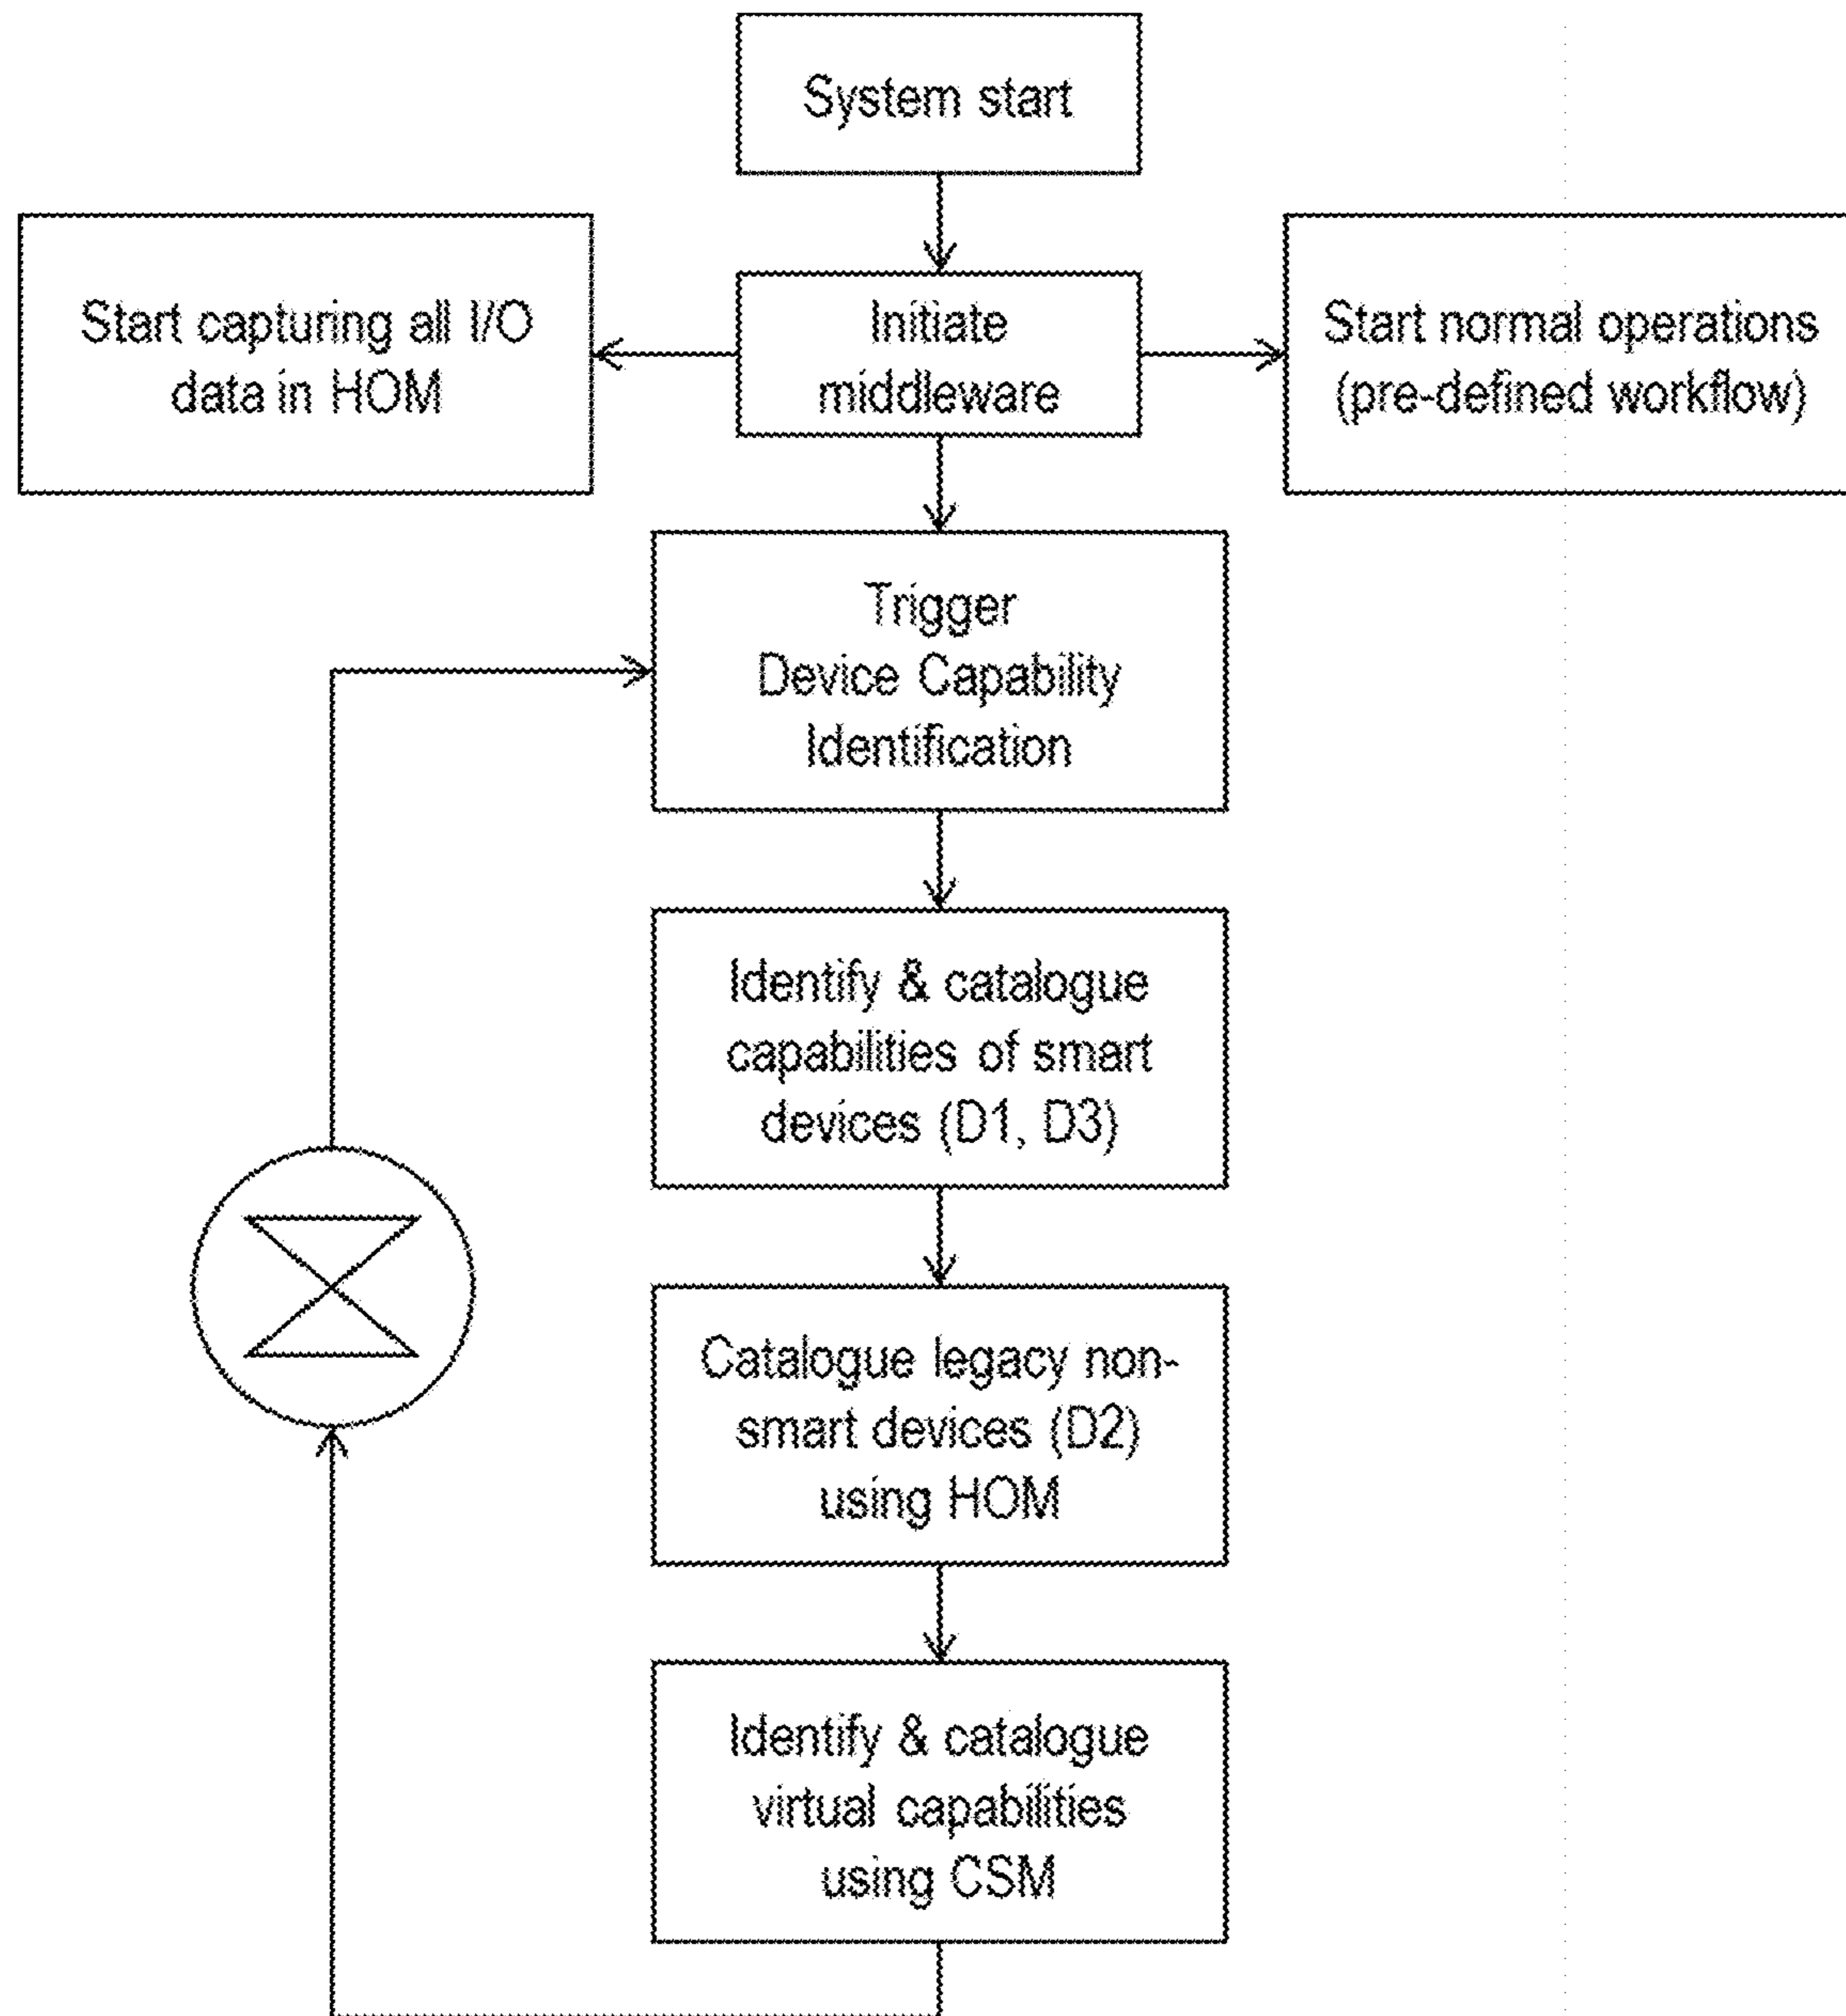 System start
Start capturing all I/O
data in HOM
Initiate
middleware
Start normal operations
(pre-defined workflow)
Trigger
Device Capability
Identification
Identify & catalogue
capabilities of smart
devices (D1, D3)
Catalogue legacy non-
smart devices (D2)
using HOM
Identify & catalogue
virtual capabilities
using CSM